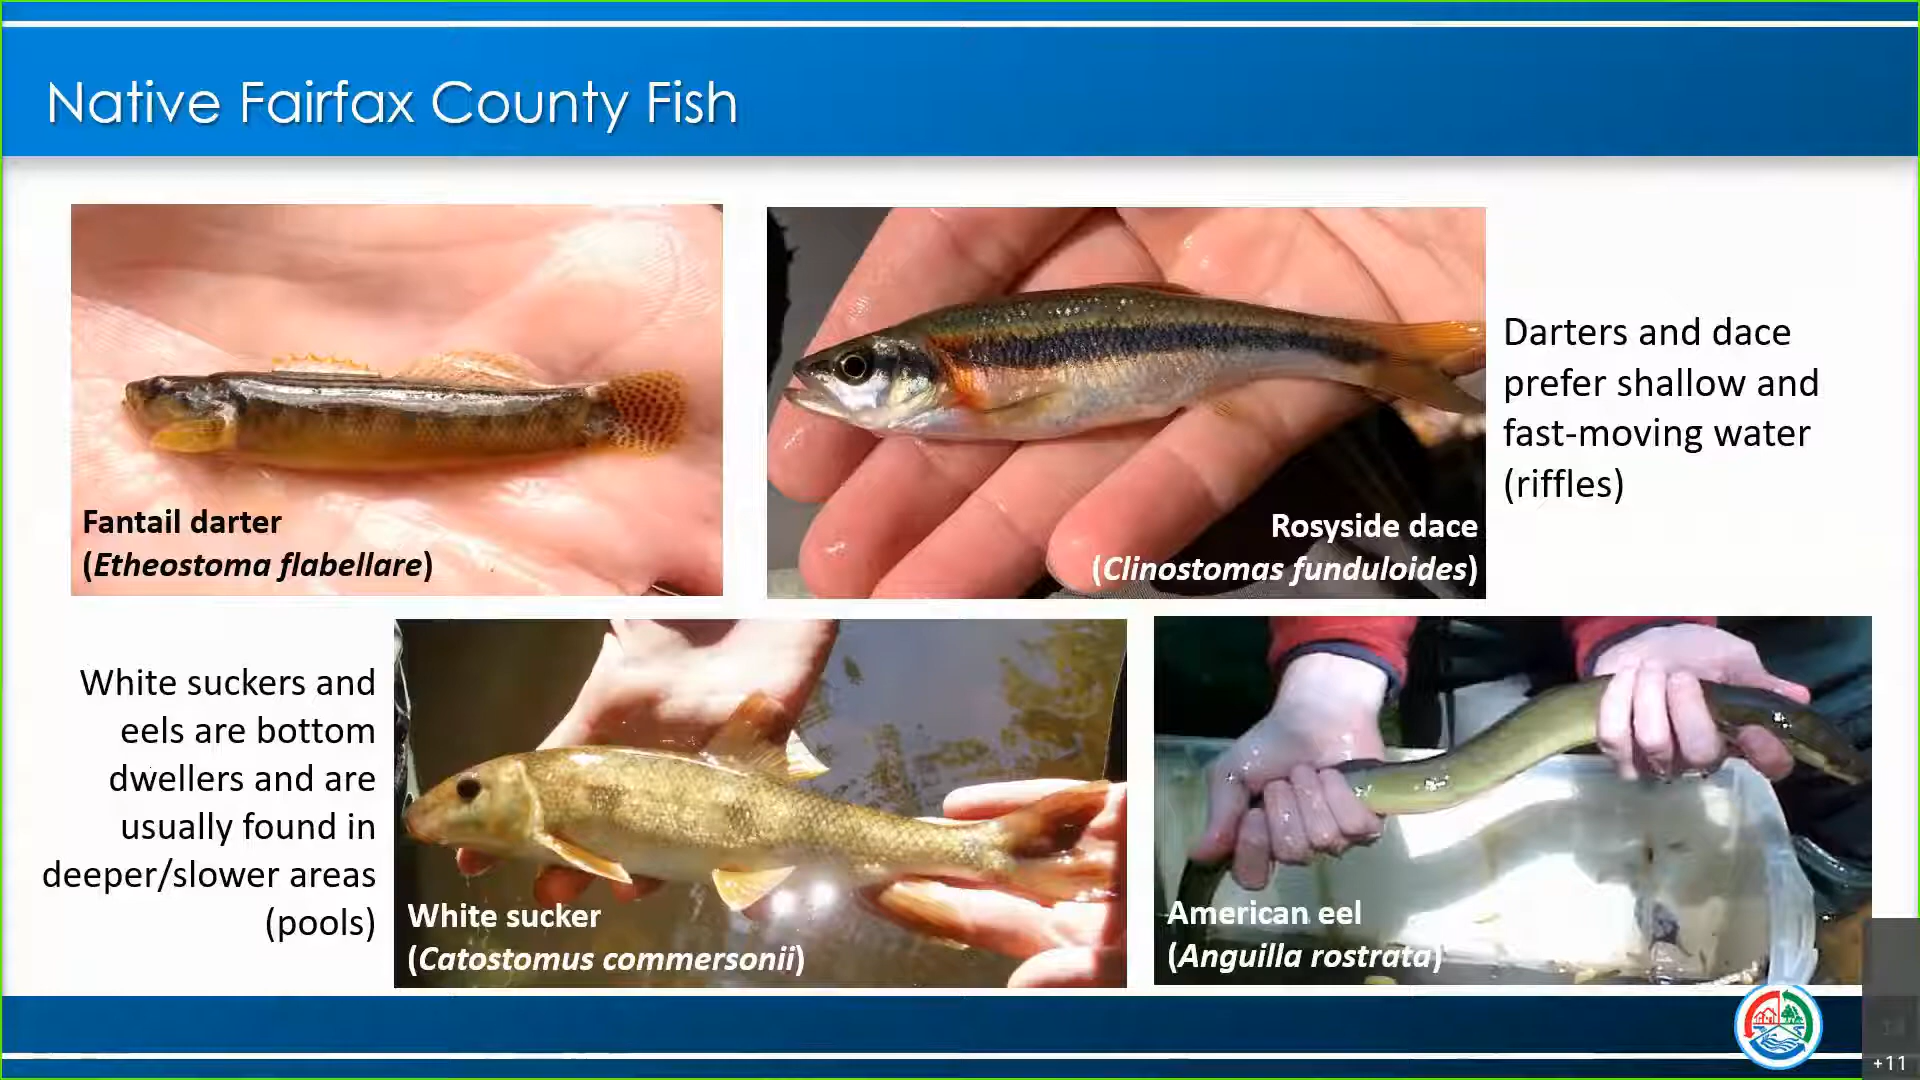 Native Fairfax County Fish
Fantail darter
(Etheostoma flabellare)
Rosyside dace
(Clinostomas funduloides)
Darters and dace
prefer shallow and
fast-moving water
(riffles)
White suckers and
eels are bottom
dwellers and are
usually found in
deeper/slower areas
(pools)
White sucker
(Catostomus commersonii)
American eel
(Anguilla rostrata)
+11